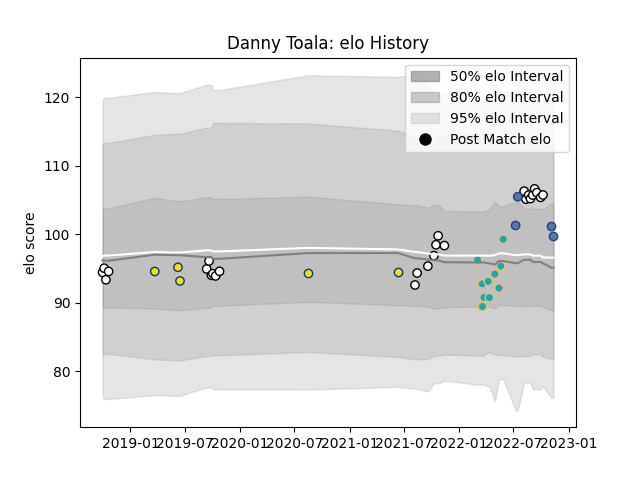 Danny Toala: elo History
50% elo Interval
80% elo Interval
95% elo Interval
Post Match elo
elo score
120
110
100
90
80
2019-01
2019-07
2020-01
2020-07
2021-01
2021-07
2022-01
2022-07
2023-01